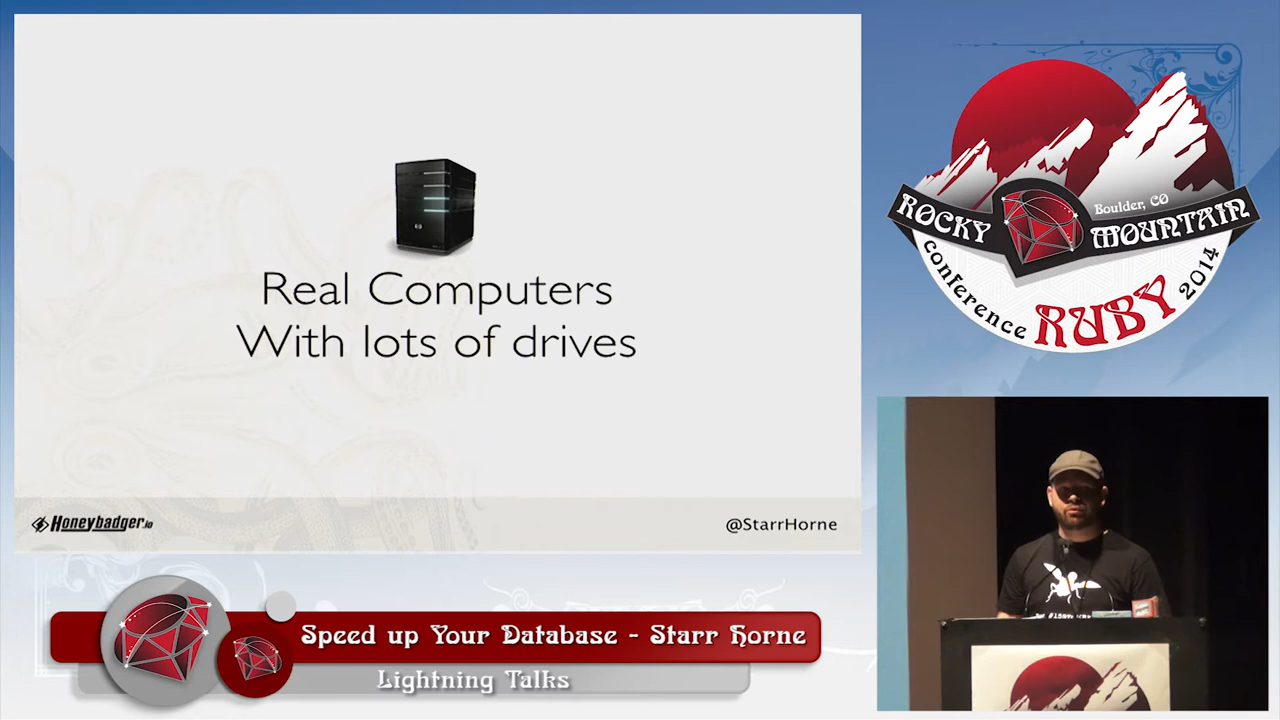 Real Computers
With lots of drives
Honeybadger.io
@StarrHorne
Boulder, CO
ROCKY MOUNTAIN
conference RUBY 2014
Speed up Your Database - Starr Horne
Lightning Talks